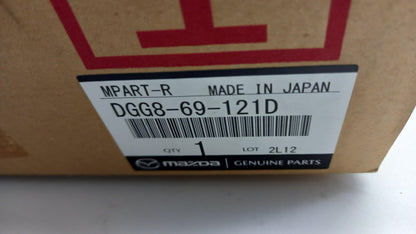 MPART-R MADE IN JAPAN
DGG8-69-121D
QTY 1 LOT 2L12
mazda GENUINE PARTS